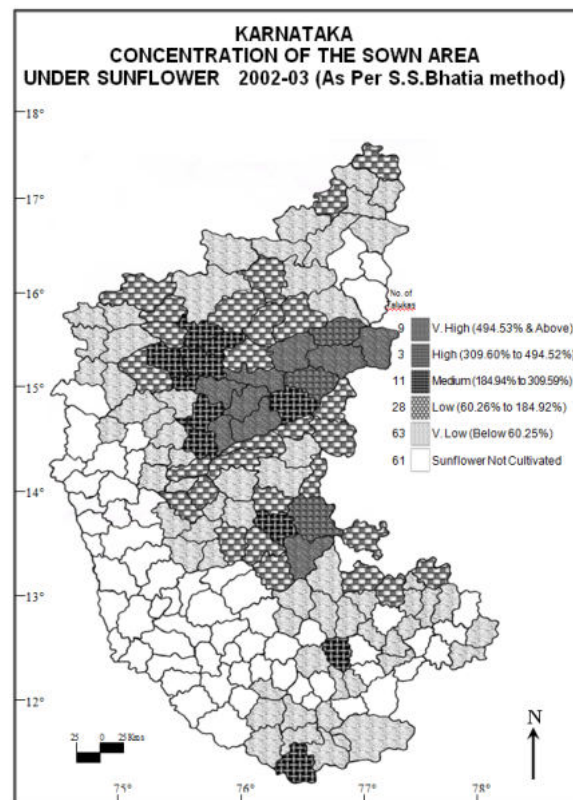 KARNATAKA
CONCENTRATION OF THE SOWN AREA
UNDER SUNFLOWER 2002-03 (As Per S.S.Bhatia method)
18°
17°
16°
15°
14°
13°
12°
No. of
Talukas
9 V. High (494.53% & Above)
3 High (309.60% to 494.52%)
11 Medium (184.94% to 309.59%)
28 Low (60.26% to 184.92%)
63 V. Low (Below 60.25%)
61 Sunflower Not Cultivated
25 0 25 Kms
N
75° 76° 77° 78°